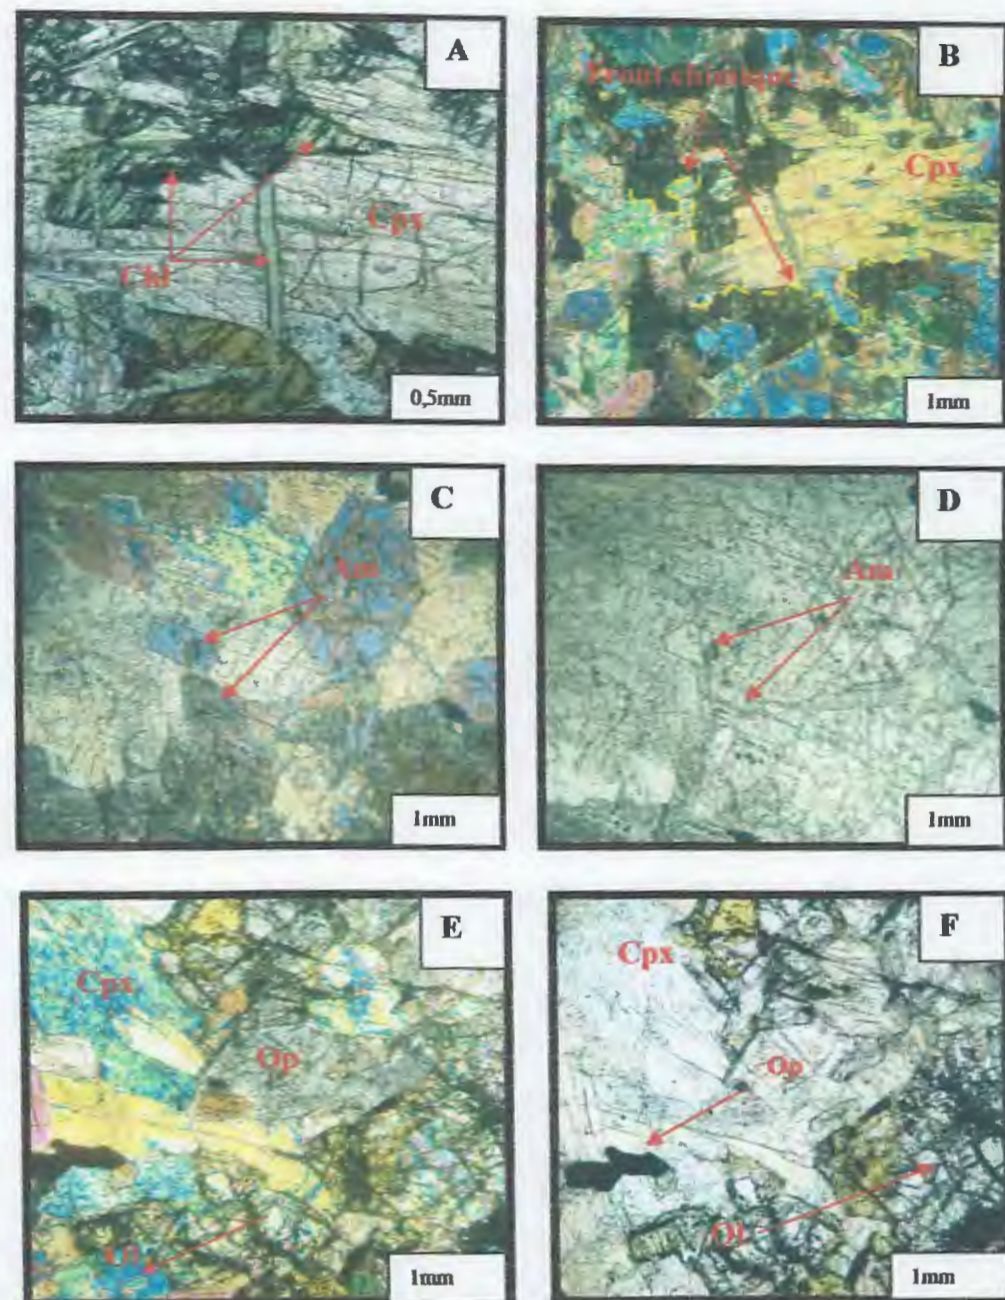 A
Cpx
Chl
0,5mm
B
Front chimique
Cpx
1mm
C
Am
1mm
D
Am
1mm
E
Cpx
Op
Ol
1mm
F
Cpx
Op
Ol
1mm